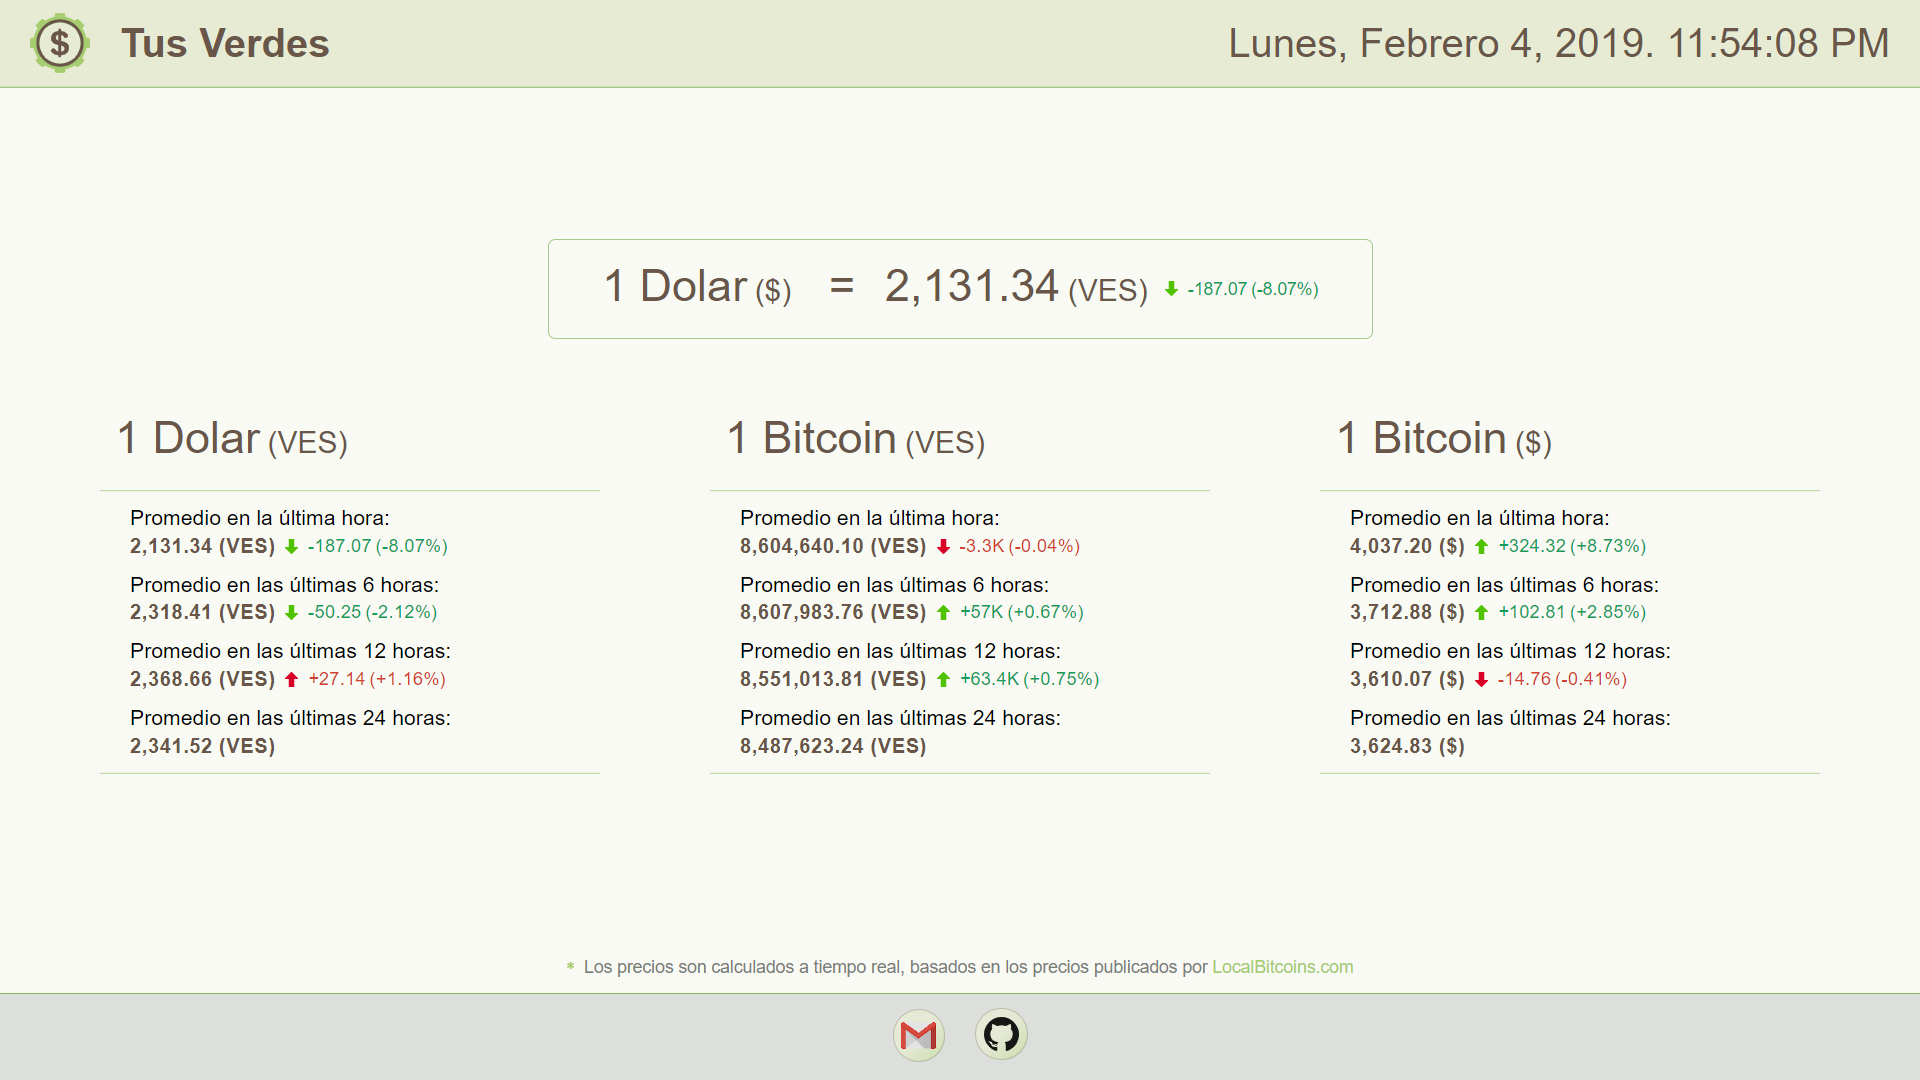 $ Tus Verdes
Lunes, Febrero 4, 2019. 11:54:08 PM
1 Dolar ($) = 2,131.34 (VES) -187.07 (-8.07%)
1 Dolar (VES)
Promedio en la última hora:
2,131.34 (VES) -187.07 (-8.07%)
Promedio en las últimas 6 horas:
2,318.41 (VES) -50.25 (-2.12%)
Promedio en las últimas 12 horas:
2,368.66 (VES) +27.14 (+1.16%)
Promedio en las últimas 24 horas:
2,341.52 (VES)
1 Bitcoin (VES)
Promedio en la última hora:
8,604,640.10 (VES) -3.3K (-0.04%)
Promedio en las últimas 6 horas:
8,607,983.76 (VES) +57K (+0.67%)
Promedio en las últimas 12 horas:
8,551,013.81 (VES) +63.4K (+0.75%)
Promedio en las últimas 24 horas:
8,487,623.24 (VES)
1 Bitcoin ($)
Promedio en la última hora:
4,037.20 ($) +324.32 (+8.73%)
Promedio en las últimas 6 horas:
3,712.88 ($) +102.81 (+2.85%)
Promedio en las últimas 12 horas:
3,610.07 ($) -14.76 (-0.41%)
Promedio en las últimas 24 horas:
3,624.83 ($)
* Los precios son calculados a tiempo real, basados en los precios publicados por LocalBitcoins.com